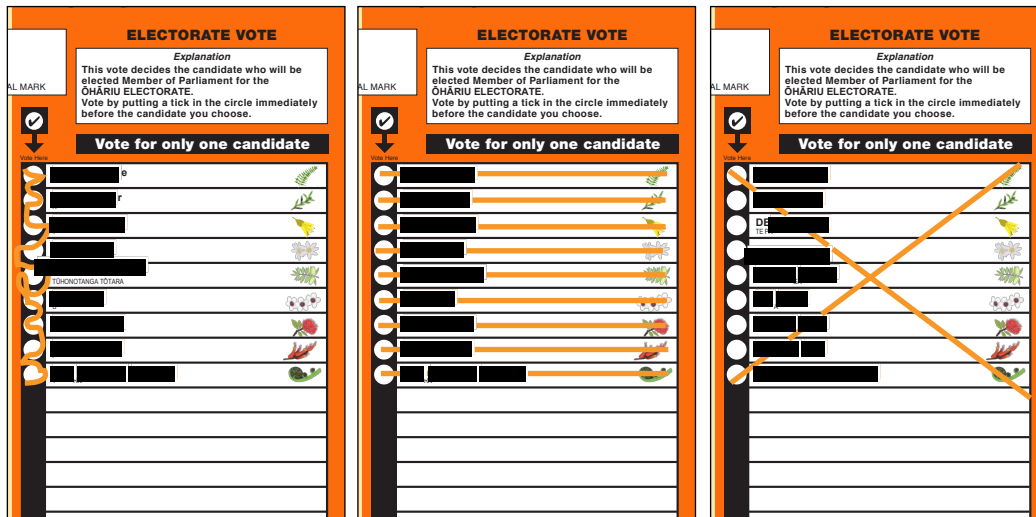 ELECTORATE VOTE
Explanation
This vote decides the candidate who will be
elected Member of Parliament for the
ŌHĀRIU ELECTORATE.
Vote by putting a tick in the circle immediately
before the candidate you choose.
AL MARK
Vote for only one candidate
Vote Here
e
r
TŪHONOTANGA TŌTARA
ELECTORATE VOTE
Explanation
This vote decides the candidate who will be
elected Member of Parliament for the
ŌHĀRIU ELECTORATE.
Vote by putting a tick in the circle immediately
before the candidate you choose.
AL MARK
Vote for only one candidate
Vote Here
ELECTORATE VOTE
Explanation
This vote decides the candidate who will be
elected Member of Parliament for the
ŌHĀRIU ELECTORATE.
Vote by putting a tick in the circle immediately
before the candidate you choose.
AL MARK
Vote for only one candidate
Vote Here
DE